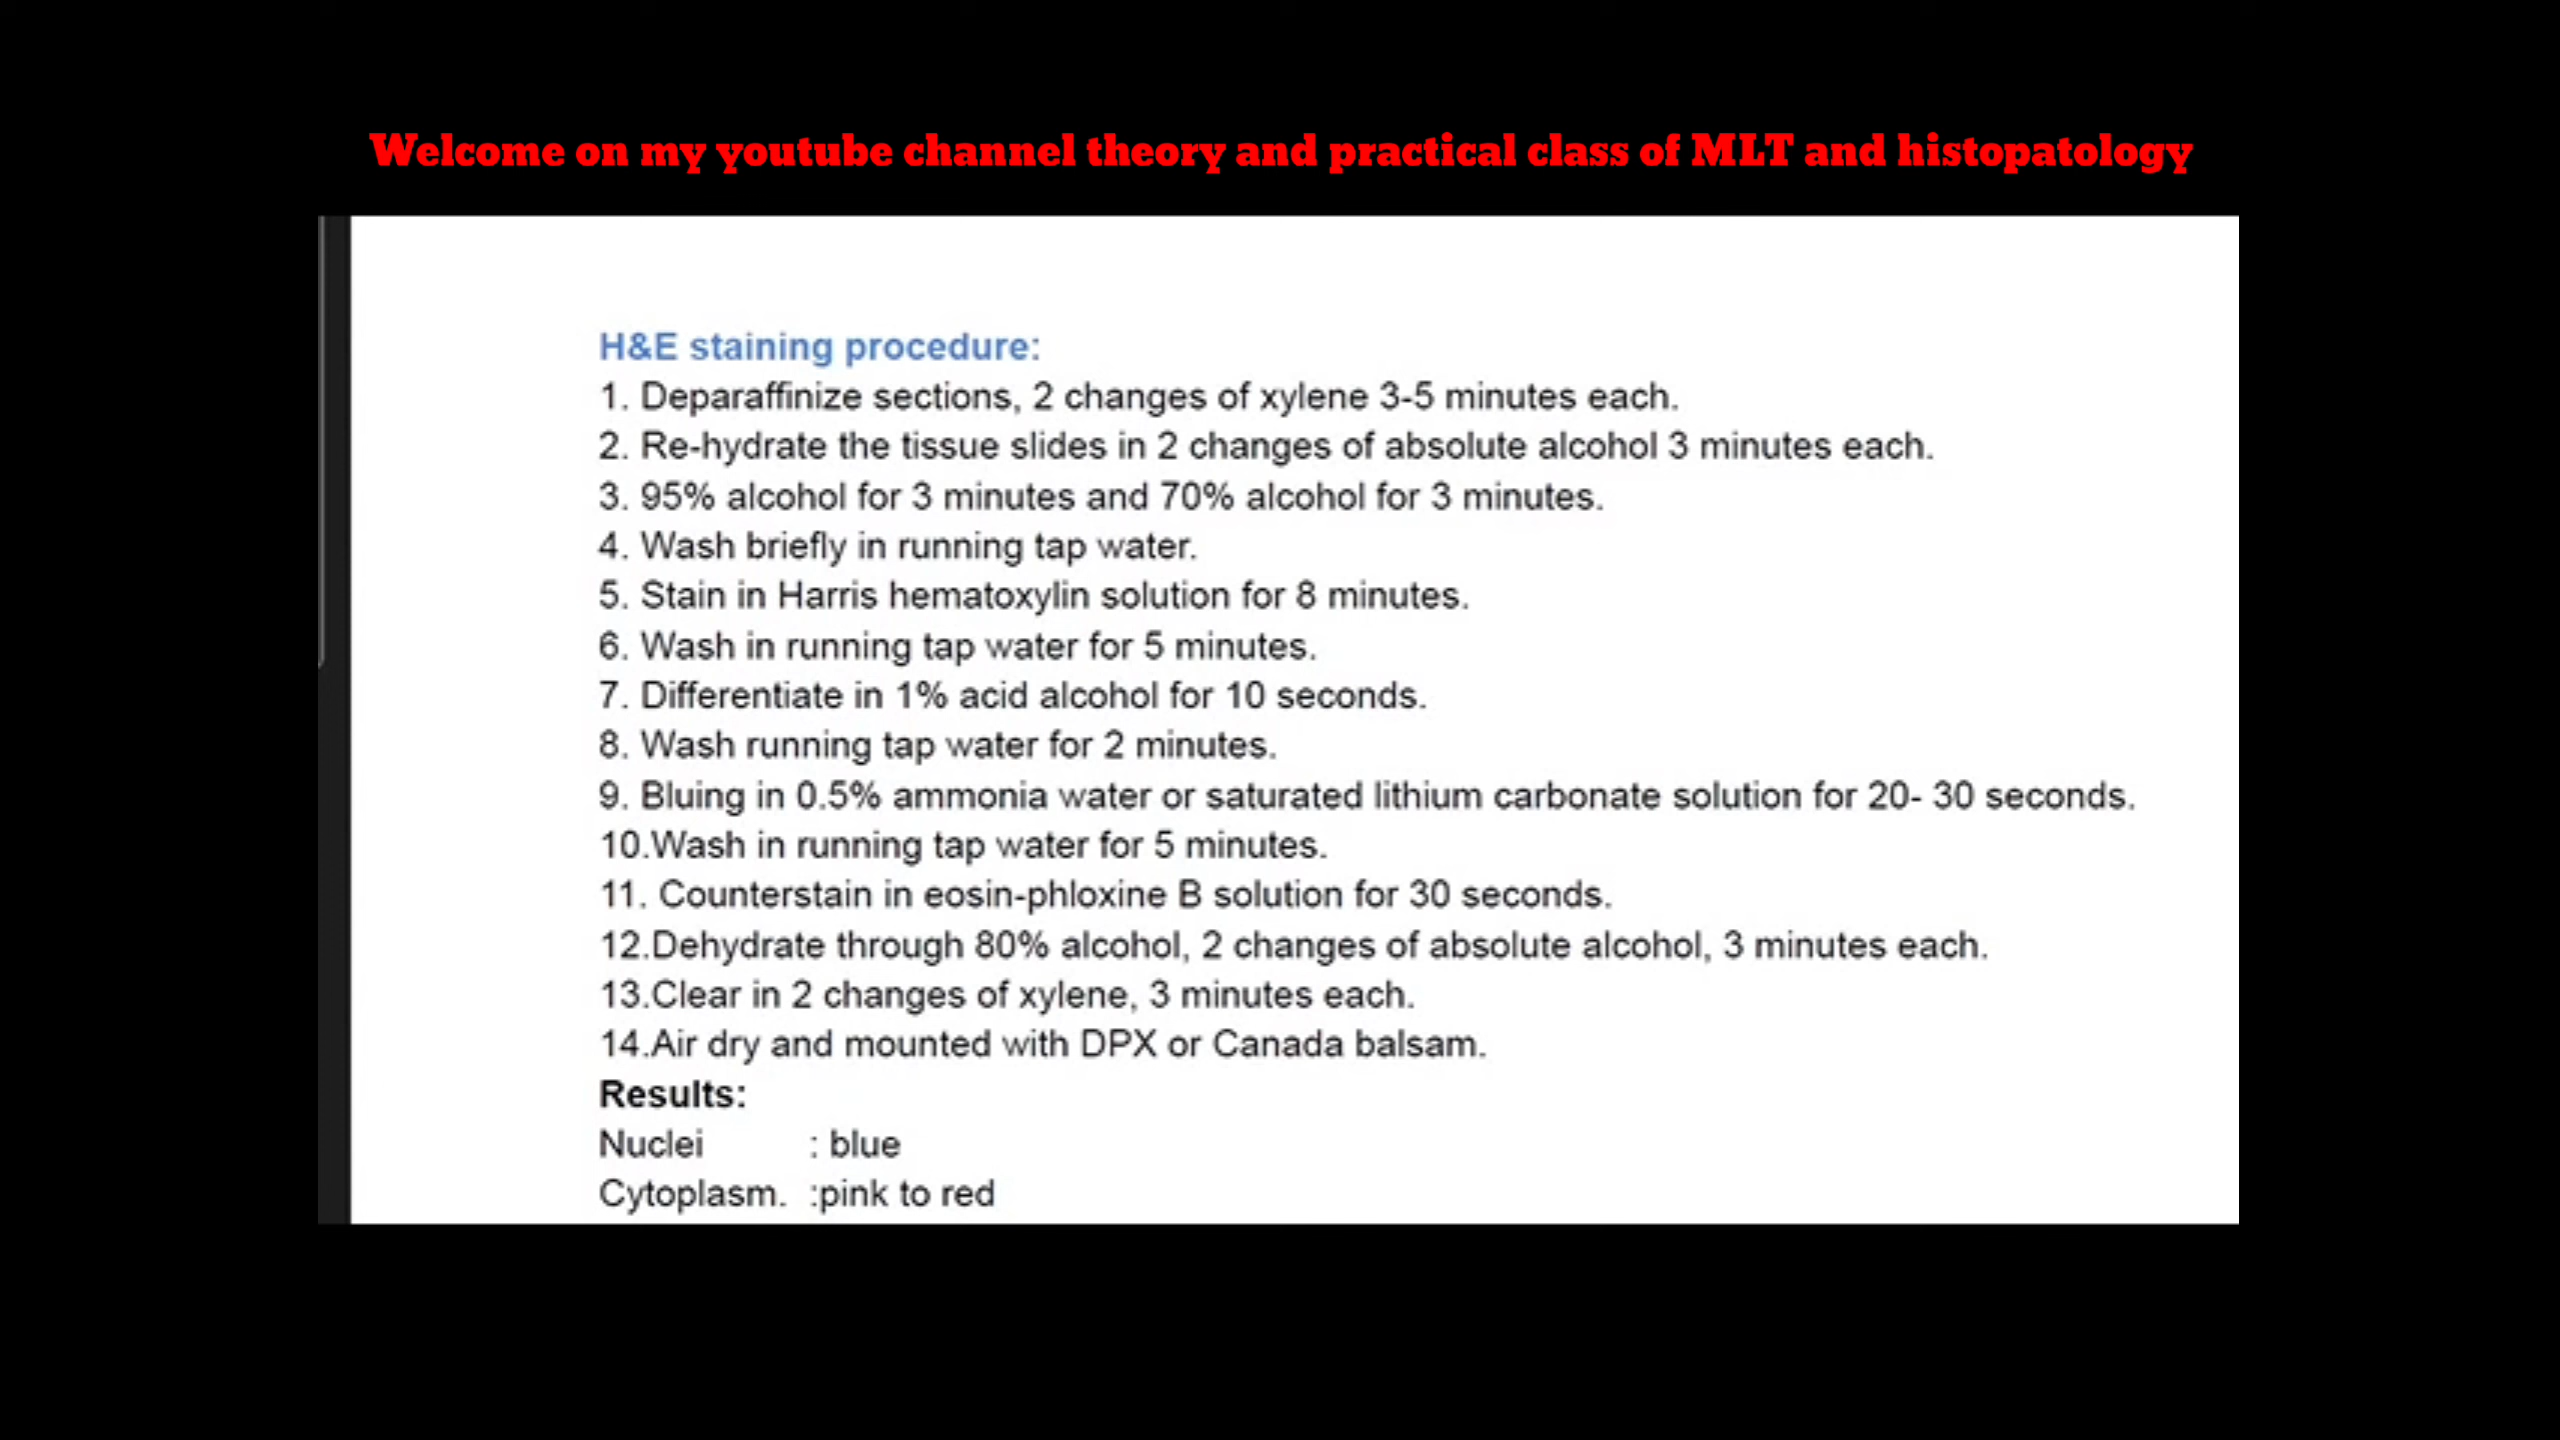 Welcome on my youtube channel theory and practical class of MLT and histopatology
H&E staining procedure:
1. Deparaffinize sections, 2 changes of xylene 3-5 minutes each.
2. Re-hydrate the tissue slides in 2 changes of absolute alcohol 3 minutes each.
3. 95% alcohol for 3 minutes and 70% alcohol for 3 minutes.
4. Wash briefly in running tap water.
5. Stain in Harris hematoxylin solution for 8 minutes.
6. Wash in running tap water for 5 minutes.
7. Differentiate in 1% acid alcohol for 10 seconds.
8. Wash running tap water for 2 minutes.
9. Bluing in 0.5% ammonia water or saturated lithium carbonate solution for 20- 30 seconds.
10.Wash in running tap water for 5 minutes.
11. Counterstain in eosin-phloxine B solution for 30 seconds.
12.Dehydrate through 80% alcohol, 2 changes of absolute alcohol, 3 minutes each.
13.Clear in 2 changes of xylene, 3 minutes each.
14.Air dry and mounted with DPX or Canada balsam.
Results:
Nuclei : blue
Cytoplasm. :pink to red